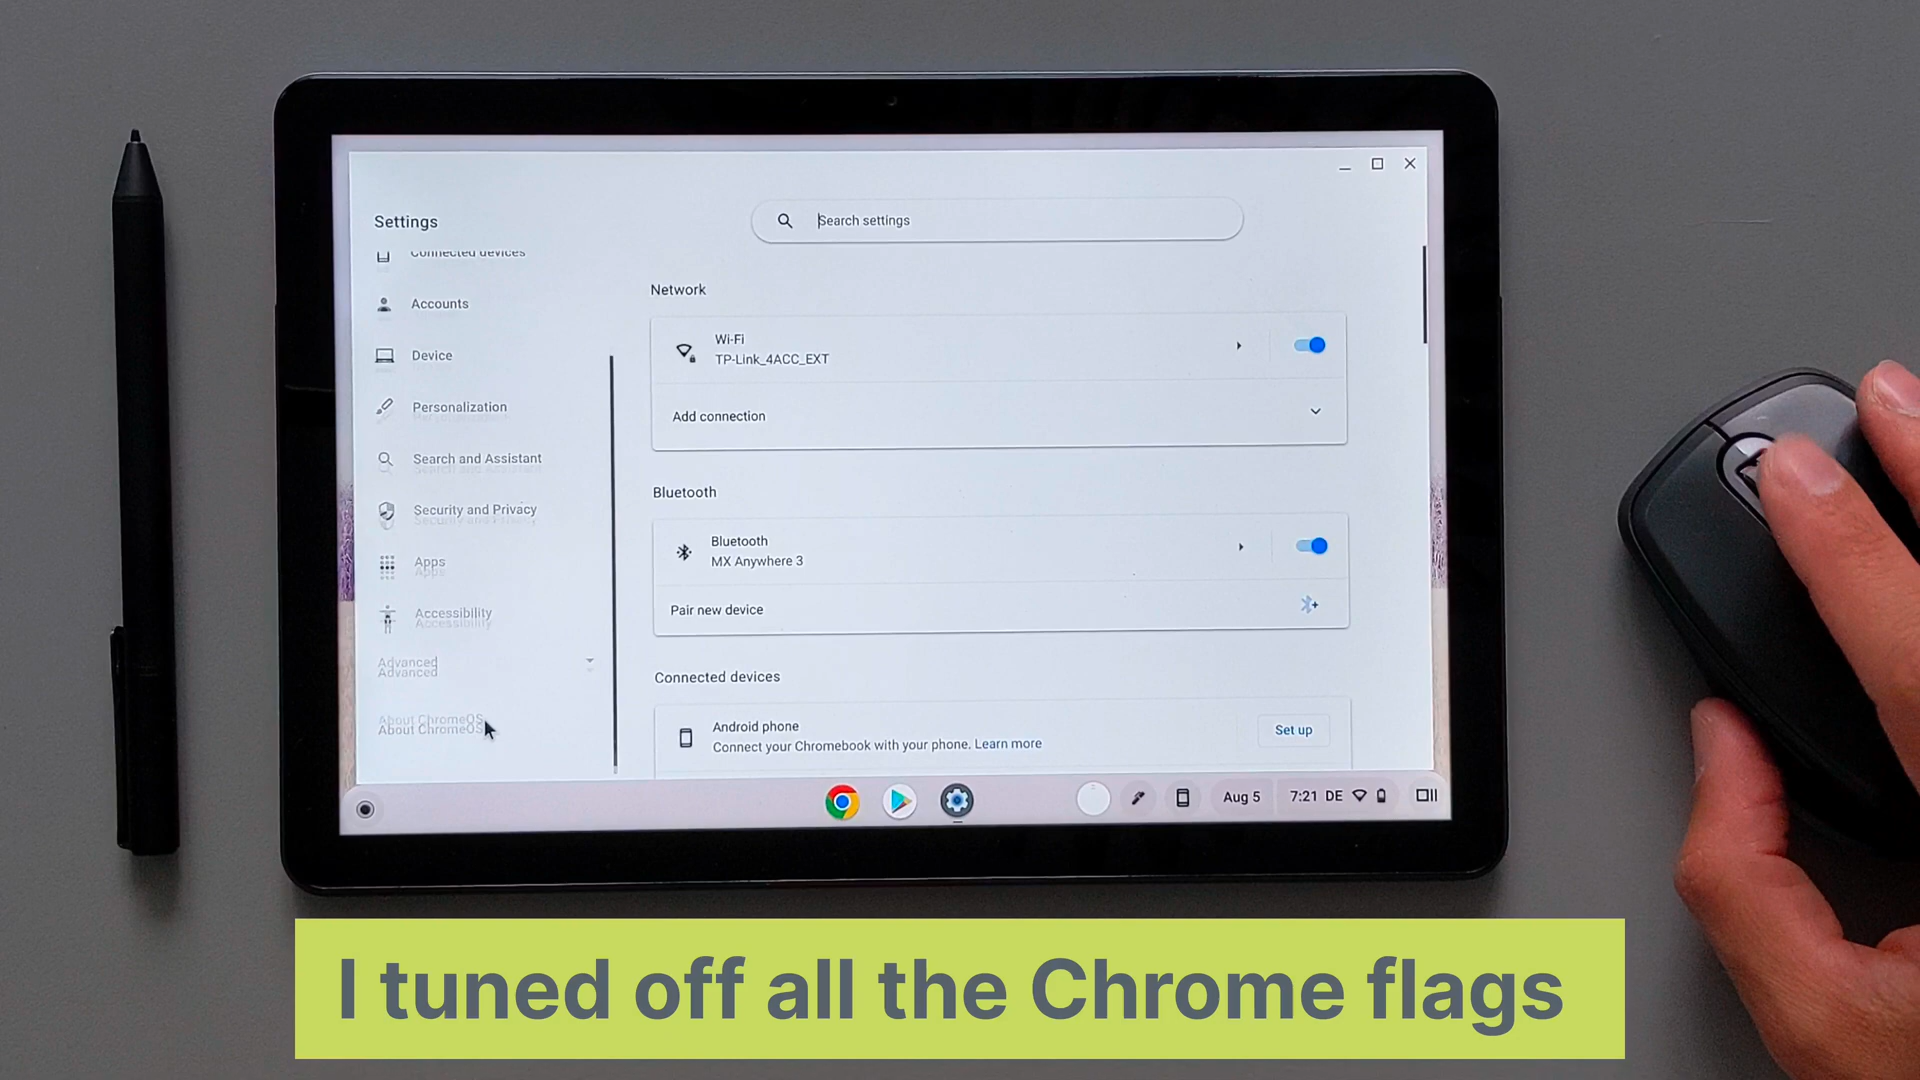 Settings
Search settings
Connected devices
Accounts
Device
Personalization
Search and Assistant
Security and Privacy
Apps
Accessibility
Advanced
About ChromeOS
Network
Wi-Fi
TP-Link_4ACC_EXT
Add connection
Bluetooth
Bluetooth
MX Anywhere 3
Pair new device
Connected devices
Android phone
Connect your Chromebook with your phone. Learn more
Set up
Aug 5
7:21 DE
I tuned off all the Chrome flags